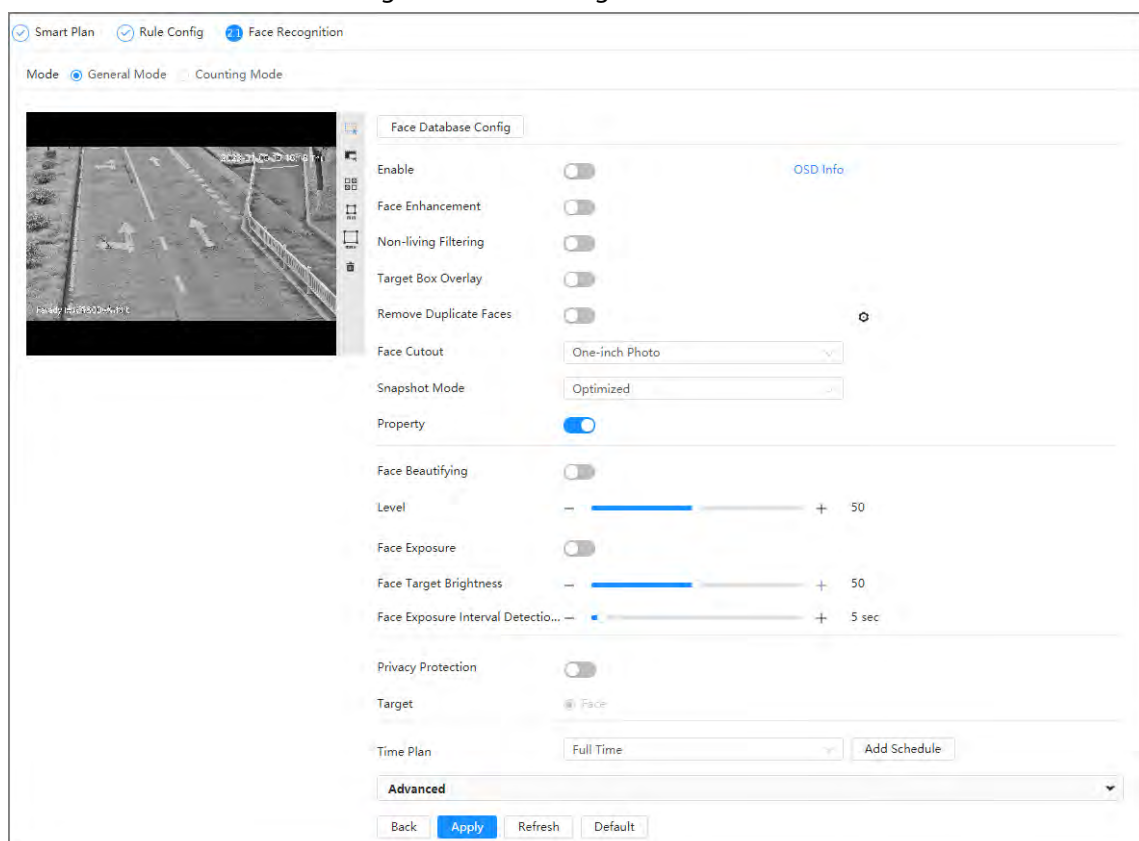 Smart Plan Rule Config 21 Face Recognition
Mode General Mode Counting Mode
Face Database Config
Enable OSD Info
Face Enhancement
Non-living Filtering
Target Box Overlay
Remove Duplicate Faces
Face Cutout One-inch Photo
Snapshot Mode Optimized
Property
Face Beautifying
Level − + 50
Face Exposure
Face Target Brightness − + 50
Face Exposure Interval Detectio... − + 5 sec
Privacy Protection
Target Face
Time Plan Full Time Add Schedule
Advanced
Back Apply Refresh Default